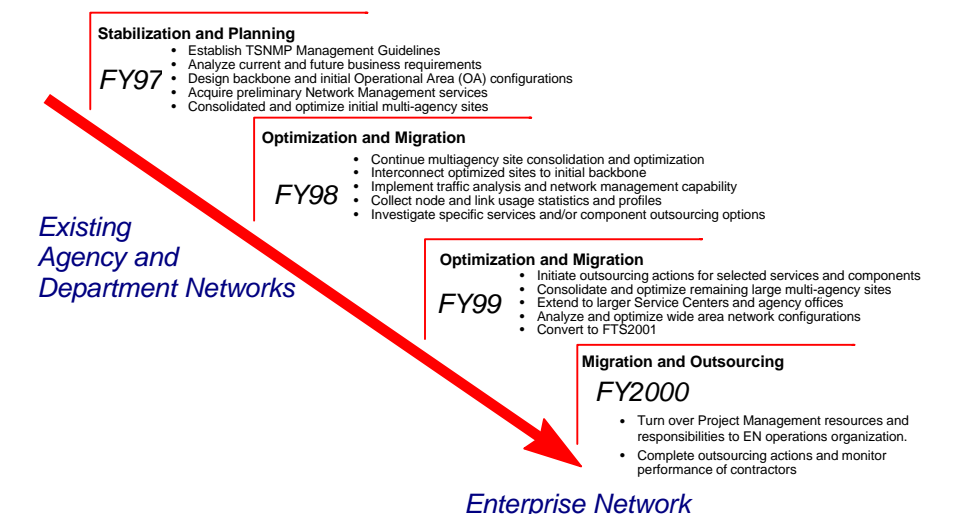 Stabilization and Planning
FY97
• Establish TSNMP Management Guidelines
• Analyze current and future business requirements
• Design backbone and initial Operational Area (OA) configurations
• Acquire preliminary Network Management services
• Consolidated and optimize initial multi-agency sites
Optimization and Migration
FY98
• Continue multiagency site consolidation and optimization
• Interconnect optimized sites to initial backbone
• Implement traffic analysis and network management capability
• Collect node and link usage statistics and profiles
• Investigate specific services and/or component outsourcing options
Existing
Agency and
Department Networks
Optimization and Migration
FY99
• Initiate outsourcing actions for selected services and components
• Consolidate and optimize remaining large multi-agency sites
• Extend to larger Service Centers and agency offices
• Analyze and optimize wide area network configurations
• Convert to FTS2001
Migration and Outsourcing
FY2000
• Turn over Project Management resources and
responsibilities to EN operations organization.
• Complete outsourcing actions and monitor
performance of contractors
Enterprise Network